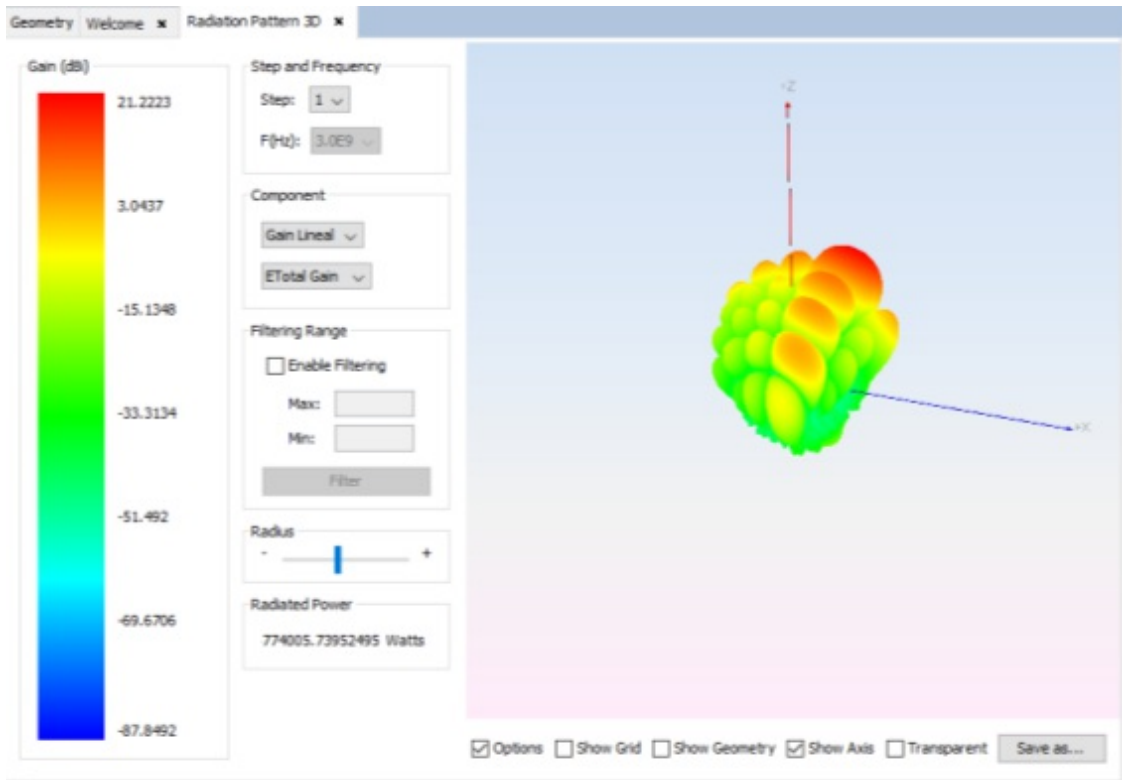 Geometry Welcome × Radiation Pattern 3D ×
Gain (dBi)
21.2223
3.0437
-15.1348
-33.3134
-51.492
-69.6706
-87.8492
Step and Frequency
Step: 1
F(Hz): 3.0E9
Component
Gain Lineal
ETotal Gain
Filtering Range
Enable Filtering
Max:
Min:
Filter
Radius
- +
Radiated Power
774005.73952495 Watts
+Z
+X
Options Show Grid Show Geometry Show Axis Transparent Save as...